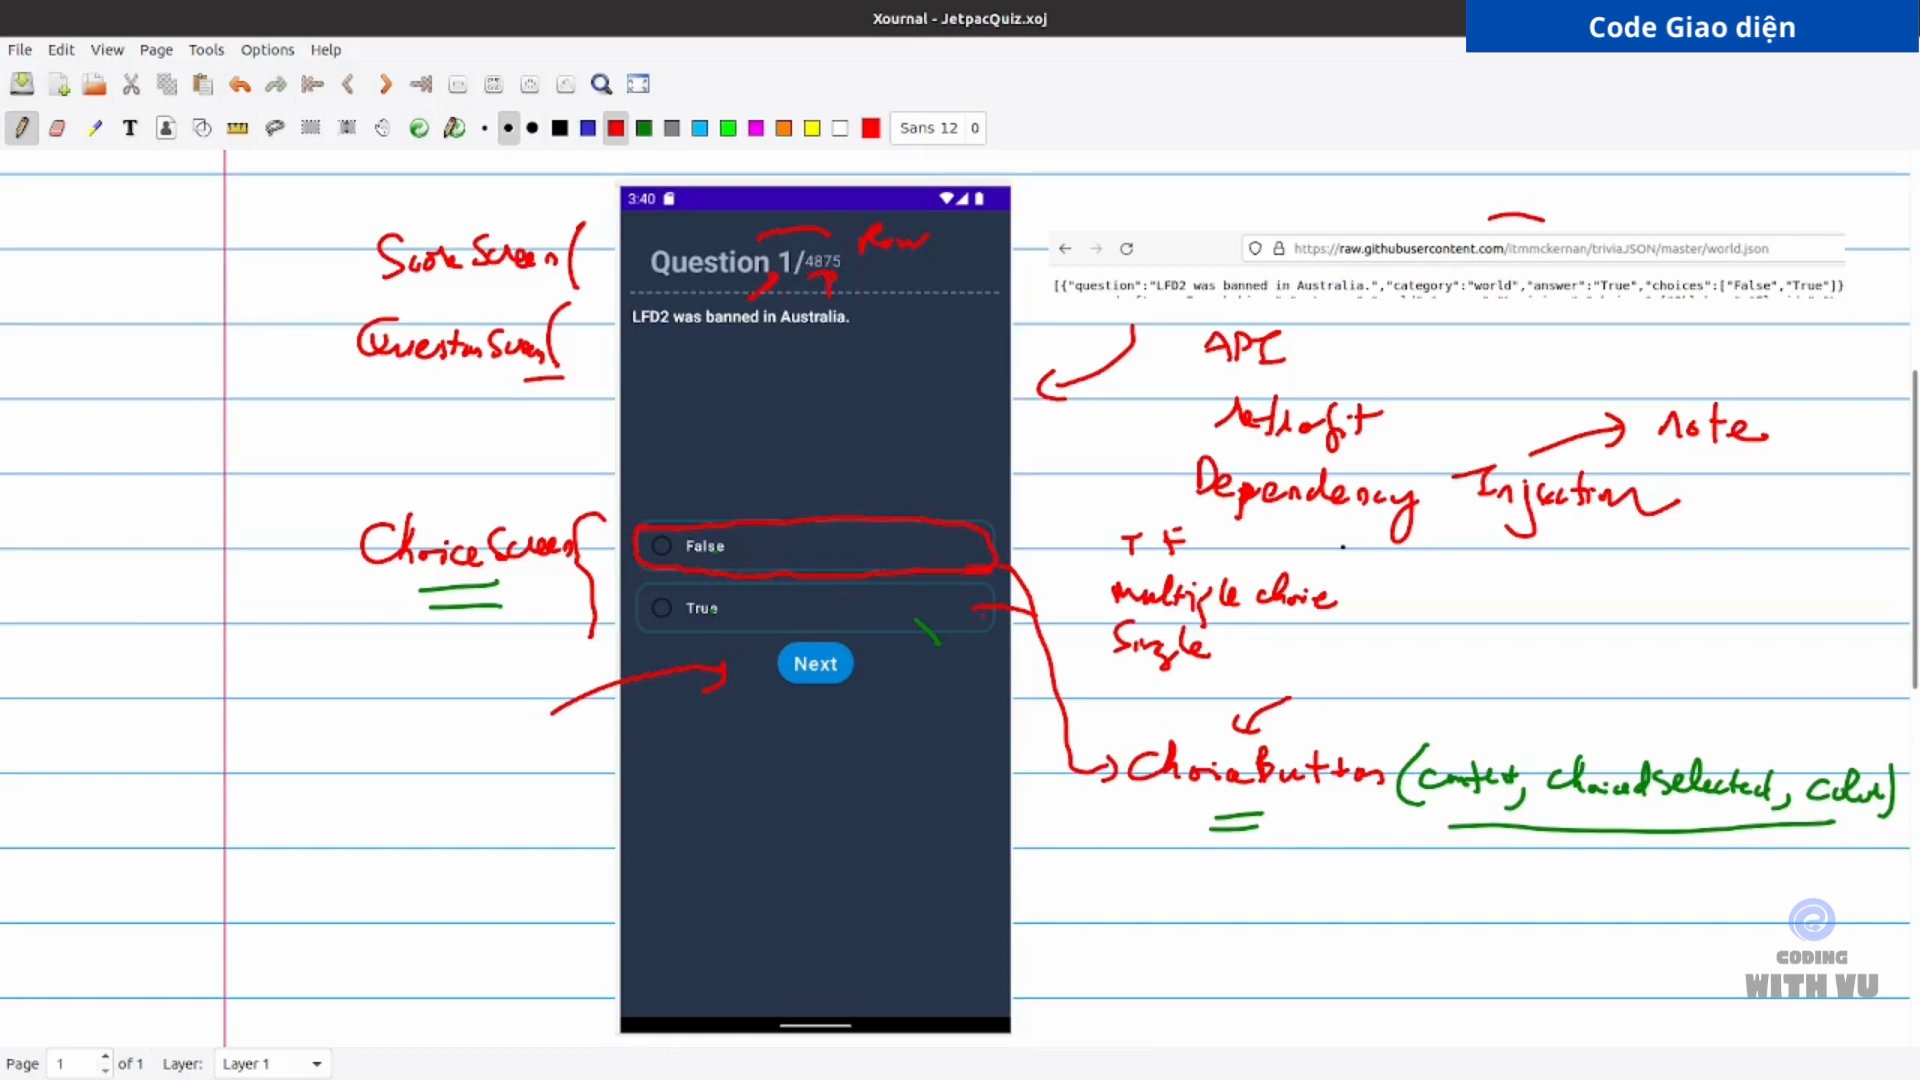 Xournal - JetpacQuiz.xoj
Code Giao diện
File Edit View Page Tools Options Help
T
Sans 12 0
3:40
Question 1/4875
Row
LFD2 was banned in Australia.
False
True
Next
ScoreScreen(
QuestionScreen(
ChoiceScreen
https://raw.githubusercontent.com/itmmckernan/triviaJSON/master/world.json
[{"question":"LFD2 was banned in Australia.","category":"world","answer":"True","choices":["False","True"]}
API
Retrofit
note
Dependency Injection
T F
multiple choice
Single
ChoiceButton (content, choicedSelected, color)
CODING
WITH VU
Page 1 of 1 Layer: Layer 1